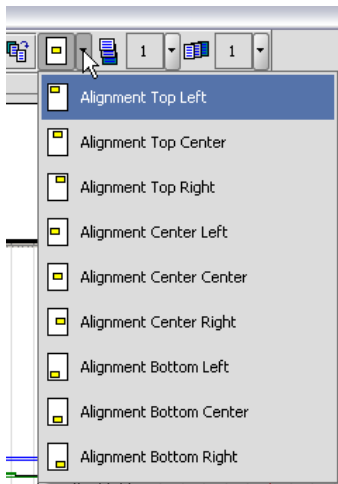 1 1
Alignment Top Left
Alignment Top Center
Alignment Top Right
Alignment Center Left
Alignment Center Center
Alignment Center Right
Alignment Bottom Left
Alignment Bottom Center
Alignment Bottom Right